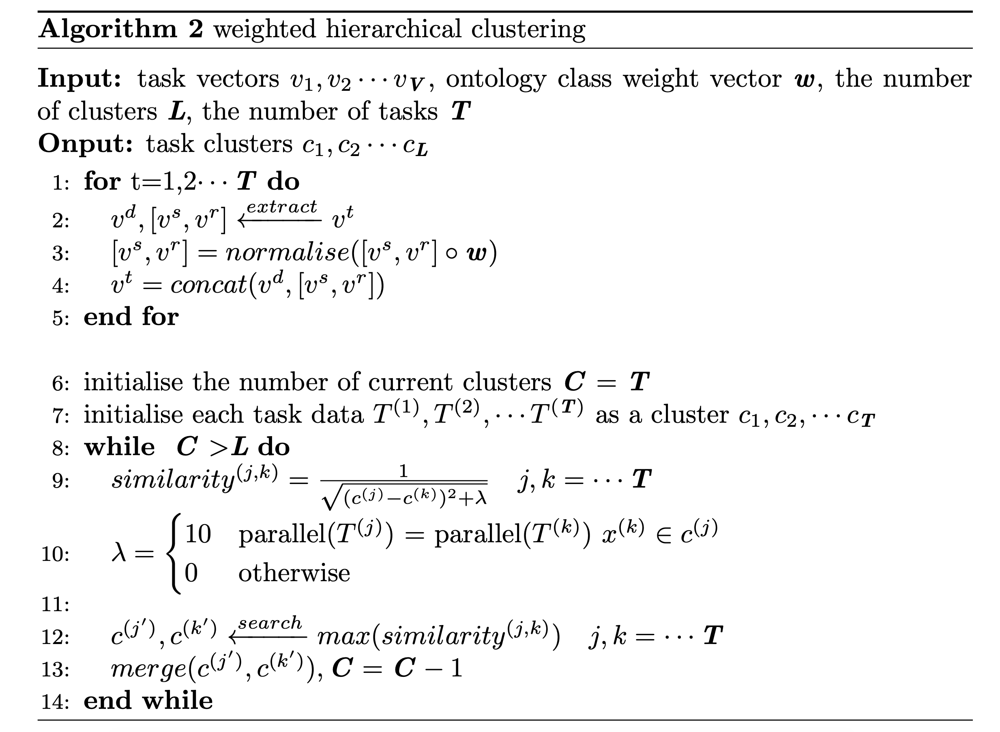 Algorithm 2 weighted hierarchical clustering
Input: task vectors $v_1, v_2 \cdots v_{\boldsymbol{V}}$, ontology class weight vector $\boldsymbol{w}$, the number
of clusters $\boldsymbol{L}$, the number of tasks $\boldsymbol{T}$
Onput: task clusters $c_1, c_2 \cdots c_{\boldsymbol{L}}$
1: for t=1,2$\cdots$ $\boldsymbol{T}$ do
2: $v^d, [v^s, v^r] \xleftarrow{extract} v^t$
3: $[v^s, v^r] = normalise([v^s, v^r] \circ \boldsymbol{w})$
4: $v^t = concat(v^d, [v^s, v^r])$
5: end for
6: initialise the number of current clusters $\boldsymbol{C} = \boldsymbol{T}$
7: initialise each task data $T^{(1)}, T^{(2)}, \cdots T^{(\boldsymbol{T})}$ as a cluster $c_1, c_2, \cdots c_{\boldsymbol{T}}$
8: while $\boldsymbol{C} > \boldsymbol{L}$ do
9: $similarity^{(j,k)} = \frac{1}{\sqrt{(c^{(j)} - c^{(k)})^2 + \lambda}} \quad j, k = \cdots \boldsymbol{T}$
10: $\lambda = \begin{cases} 10 & \text{parallel}(T^{(j)}) = \text{parallel}(T^{(k)})\ x^{(k)} \in c^{(j)} \\ 0 & \text{otherwise} \end{cases}$
11:
12: $c^{(j')}, c^{(k')} \xleftarrow{search} max(similarity^{(j,k)}) \quad j, k = \cdots \boldsymbol{T}$
13: $merge(c^{(j')}, c^{(k')}), \boldsymbol{C} = \boldsymbol{C} - 1$
14: end while